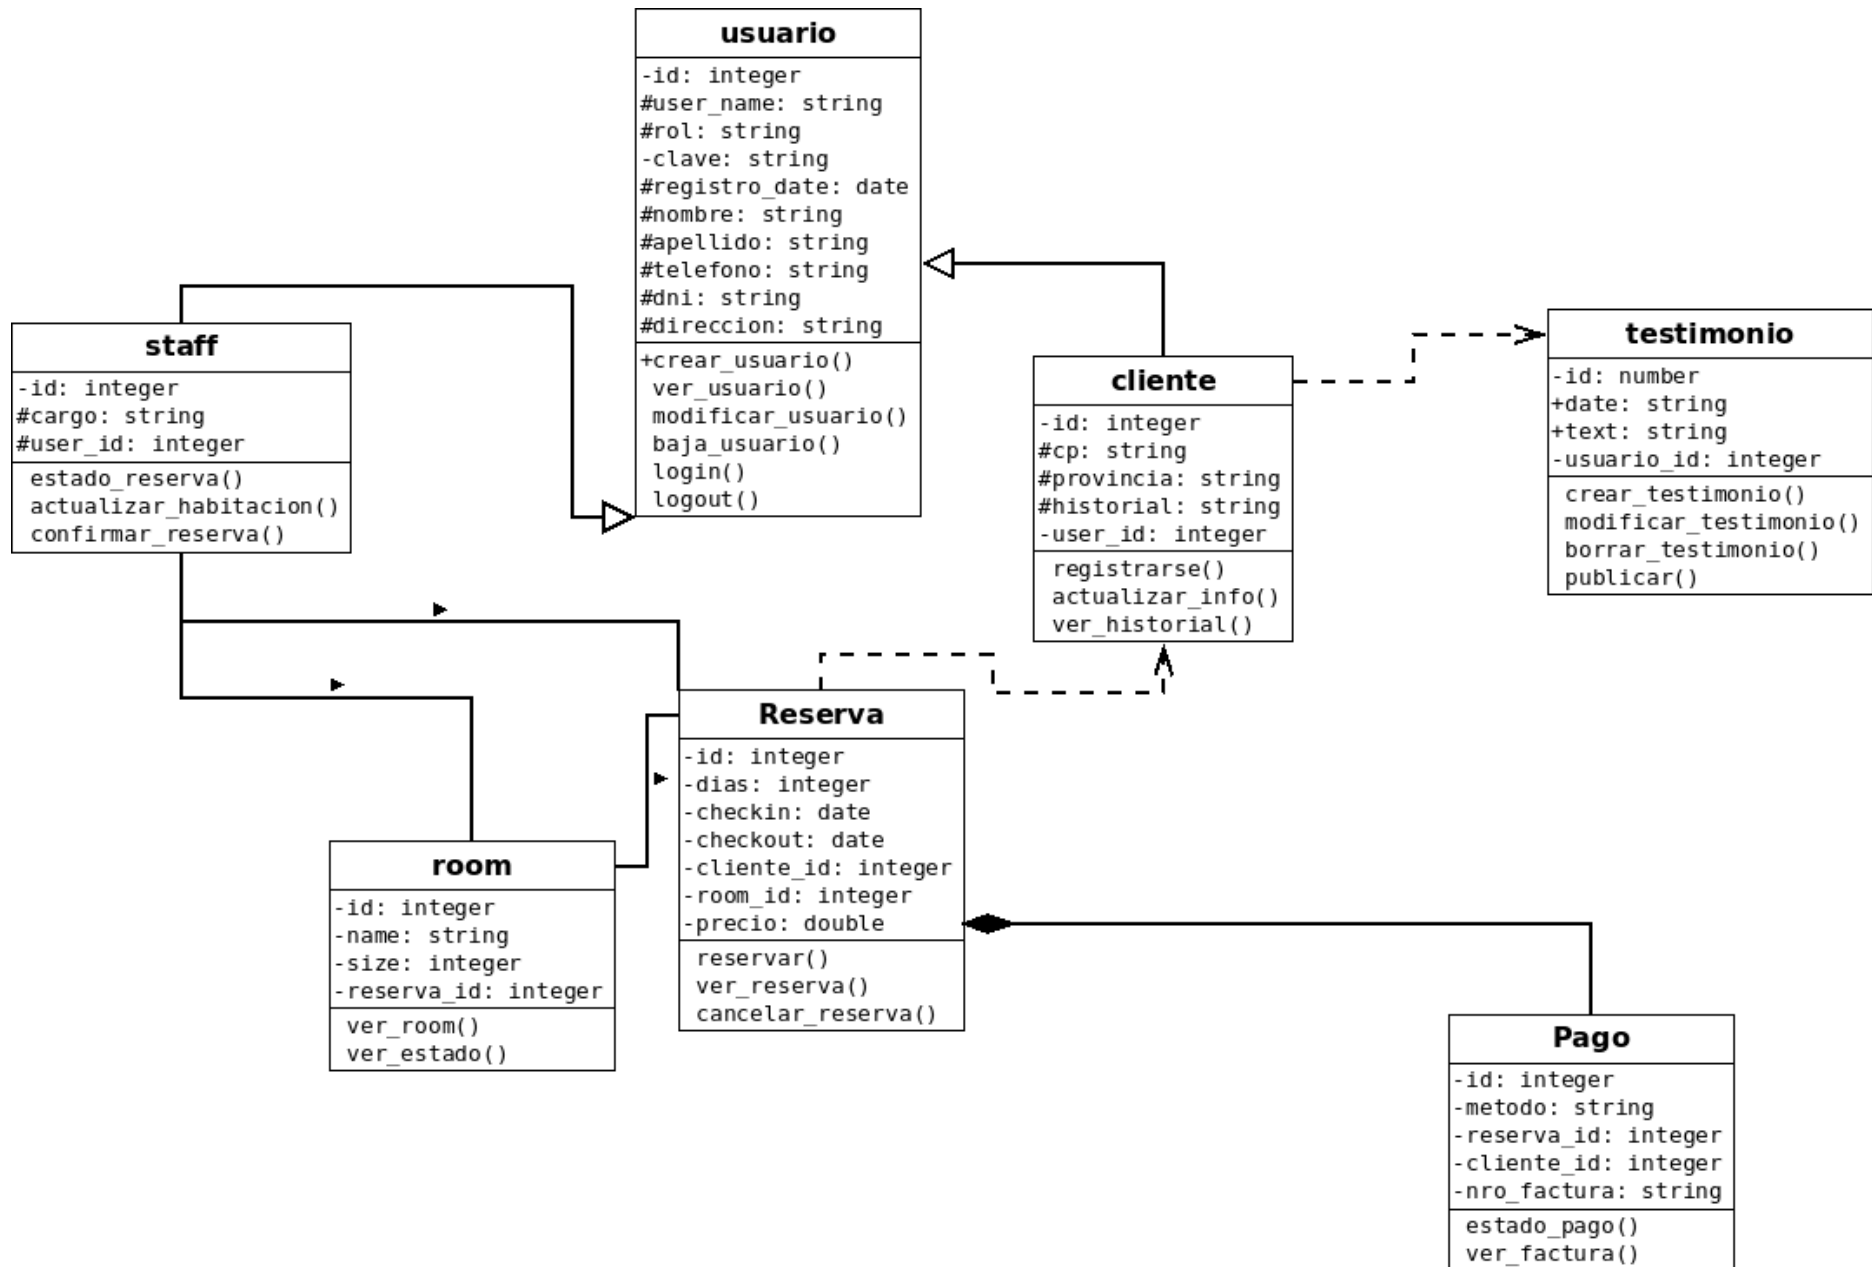 usuario
-id: integer
#user_name: string
#rol: string
-clave: string
#registro_date: date
#nombre: string
#apellido: string
#telefono: string
#dni: string
#direccion: string
+crear_usuario()
ver_usuario()
modificar_usuario()
baja_usuario()
login()
logout()
staff
-id: integer
#cargo: string
#user_id: integer
estado_reserva()
actualizar_habitacion()
confirmar_reserva()
cliente
-id: integer
#cp: string
#provincia: string
#historial: string
-user_id: integer
registrarse()
actualizar_info()
ver_historial()
testimonio
-id: number
+date: string
+text: string
-usuario_id: integer
crear_testimonio()
modificar_testimonio()
borrar_testimonio()
publicar()
Reserva
-id: integer
-dias: integer
-checkin: date
-checkout: date
-cliente_id: integer
-room_id: integer
-precio: double
reservar()
ver_reserva()
cancelar_reserva()
room
-id: integer
-name: string
-size: integer
-reserva_id: integer
ver_room()
ver_estado()
Pago
-id: integer
-metodo: string
-reserva_id: integer
-cliente_id: integer
-nro_factura: string
estado_pago()
ver_factura()